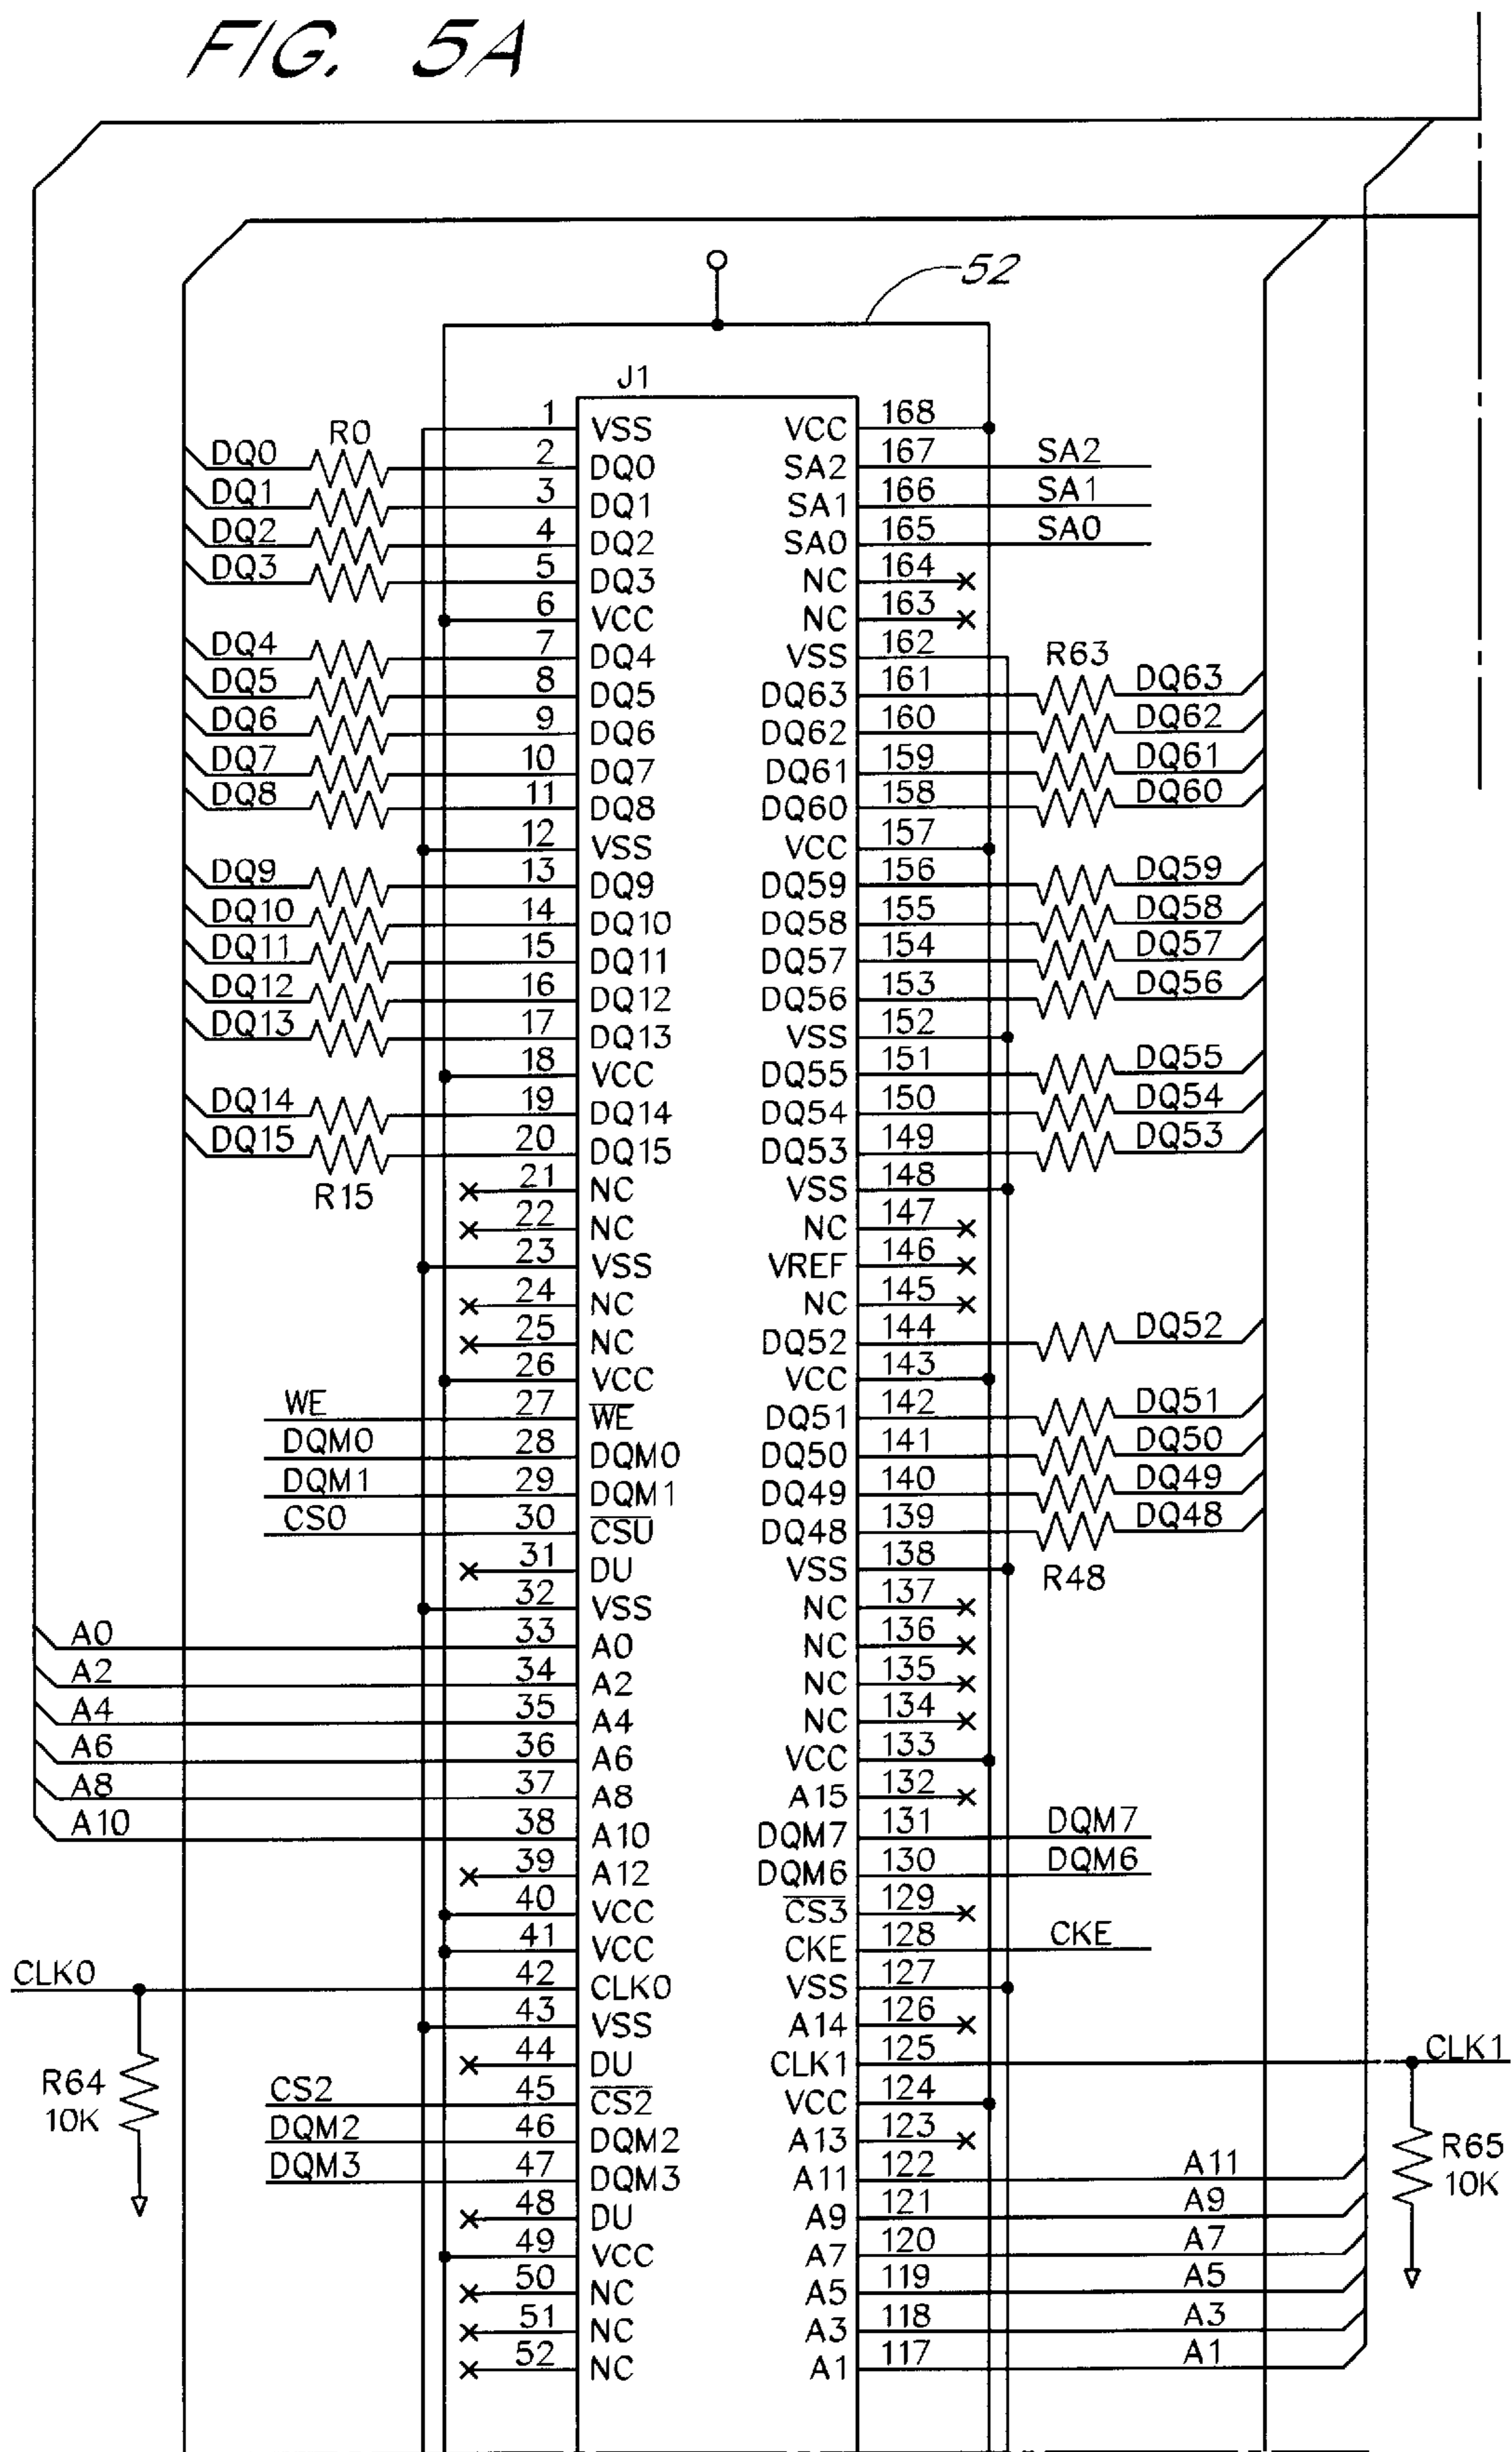 FIG. 5A
52
J1
R0
1 VSS VCC 168
DQ0 2 DQ0 SA2 167 SA2
DQ1 3 DQ1 SA1 166 SA1
DQ2 4 DQ2 SA0 165 SA0
DQ3 5 DQ3 NC 164
6 VCC NC 163
DQ4 7 DQ4 VSS 162 R63
DQ5 8 DQ5 DQ63 161 DQ63
DQ6 9 DQ6 DQ62 160 DQ62
DQ7 10 DQ7 DQ61 159 DQ61
DQ8 11 DQ8 DQ60 158 DQ60
12 VSS VCC 157
DQ9 13 DQ9 DQ59 156 DQ59
DQ10 14 DQ10 DQ58 155 DQ58
DQ11 15 DQ11 DQ57 154 DQ57
DQ12 16 DQ12 DQ56 153 DQ56
DQ13 17 DQ13 VSS 152
18 VCC DQ55 151 DQ55
DQ14 19 DQ14 DQ54 150 DQ54
DQ15 20 DQ15 DQ53 149 DQ53
R15 21 NC VSS 148
22 NC NC 147
23 VSS VREF 146
24 NC NC 145
25 NC DQ52 144 DQ52
26 VCC VCC 143
WE 27 W̅E̅ DQ51 142 DQ51
DQM0 28 DQM0 DQ50 141 DQ50
DQM1 29 DQM1 DQ49 140 DQ49
CS0 30 C̅S̅U̅ DQ48 139 DQ48
31 DU VSS 138 R48
32 VSS NC 137
A0 33 A0 NC 136
A2 34 A2 NC 135
A4 35 A4 NC 134
A6 36 A6 VCC 133
A8 37 A8 A15 132
A10 38 A10 DQM7 131 DQM7
39 A12 DQM6 130 DQM6
40 VCC C̅S̅3̅ 129
41 VCC CKE 128 CKE
CLK0 42 CLK0 VSS 127
43 VSS A14 126
44 DU CLK1 125 CLK1
R64 10K
CS2 45 C̅S̅2̅ VCC 124
DQM2 46 DQM2 A13 123
DQM3 47 DQM3 A11 122 A11
R65 10K
48 DU A9 121 A9
49 VCC A7 120 A7
50 NC A5 119 A5
51 NC A3 118 A3
52 NC A1 117 A1